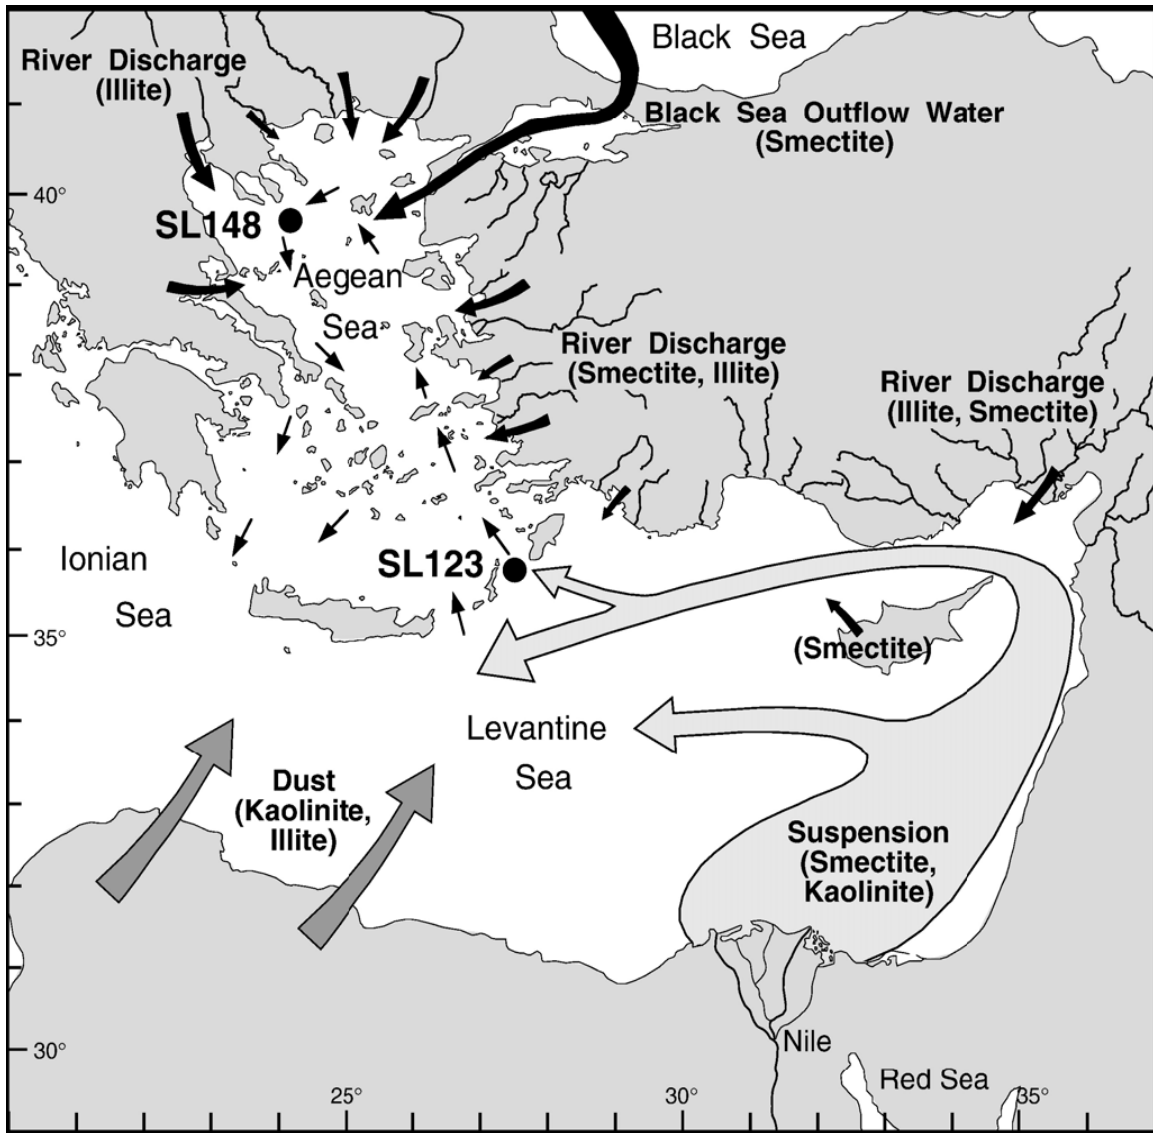 Black Sea
River Discharge
(Illite)
Black Sea Outflow Water
(Smectite)
40°
SL148
Aegean
Sea
River Discharge
(Smectite, Illite)
River Discharge
(Illite, Smectite)
Ionian
Sea
SL123
35°
(Smectite)
Levantine
Sea
Dust
(Kaolinite,
Illite)
Suspension
(Smectite,
Kaolinite)
30°
Nile
Red Sea
25°
30°
35°